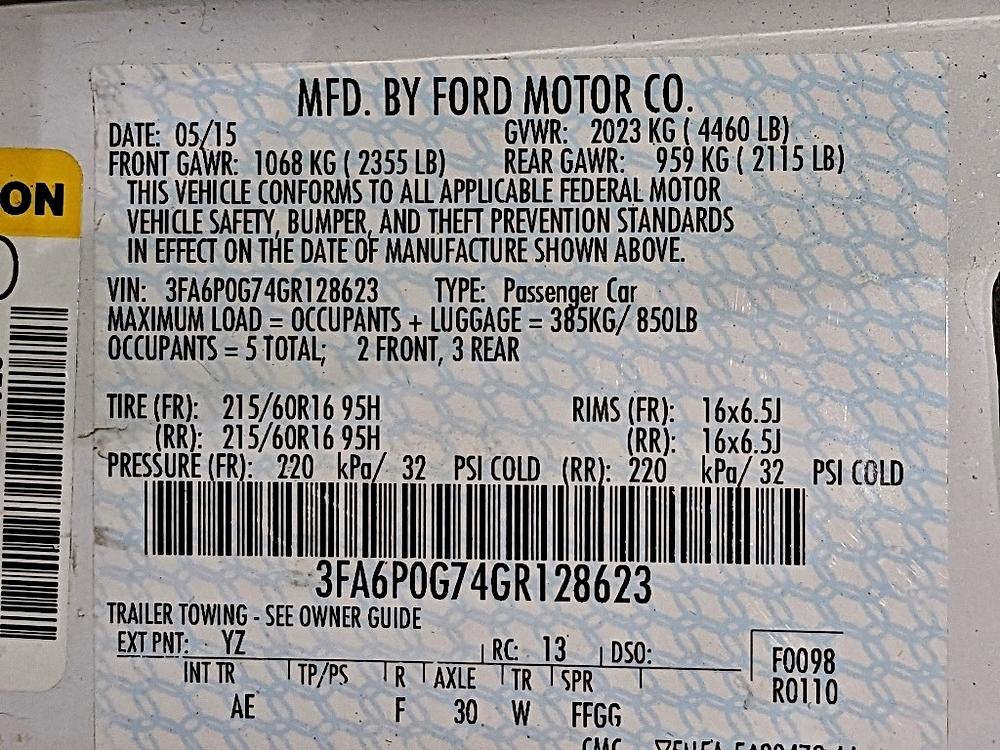 MFD. BY FORD MOTOR CO.
DATE: 05/15 GVWR: 2023 KG ( 4460 LB)
FRONT GAWR: 1068 KG ( 2355 LB) REAR GAWR: 959 KG ( 2115 LB)
THIS VEHICLE CONFORMS TO ALL APPLICABLE FEDERAL MOTOR
VEHICLE SAFETY, BUMPER, AND THEFT PREVENTION STANDARDS
IN EFFECT ON THE DATE OF MANUFACTURE SHOWN ABOVE.
ON
VIN: 3FA6P0G74GR128623 TYPE: Passenger Car
MAXIMUM LOAD = OCCUPANTS + LUGGAGE = 385KG/ 850LB
OCCUPANTS = 5 TOTAL; 2 FRONT, 3 REAR
TIRE (FR): 215/60R16 95H RIMS (FR): 16x6.5J
(RR): 215/60R16 95H (RR): 16x6.5J
PRESSURE (FR): 220 kPa/ 32 PSI COLD (RR): 220 kPa/ 32 PSI COLD
3FA6P0G74GR128623
TRAILER TOWING - SEE OWNER GUIDE
EXT PNT: YZ RC: 13 DSO: F0098
INT TR TP/PS R AXLE TR SPR R0110
AE F 30 W FFGG